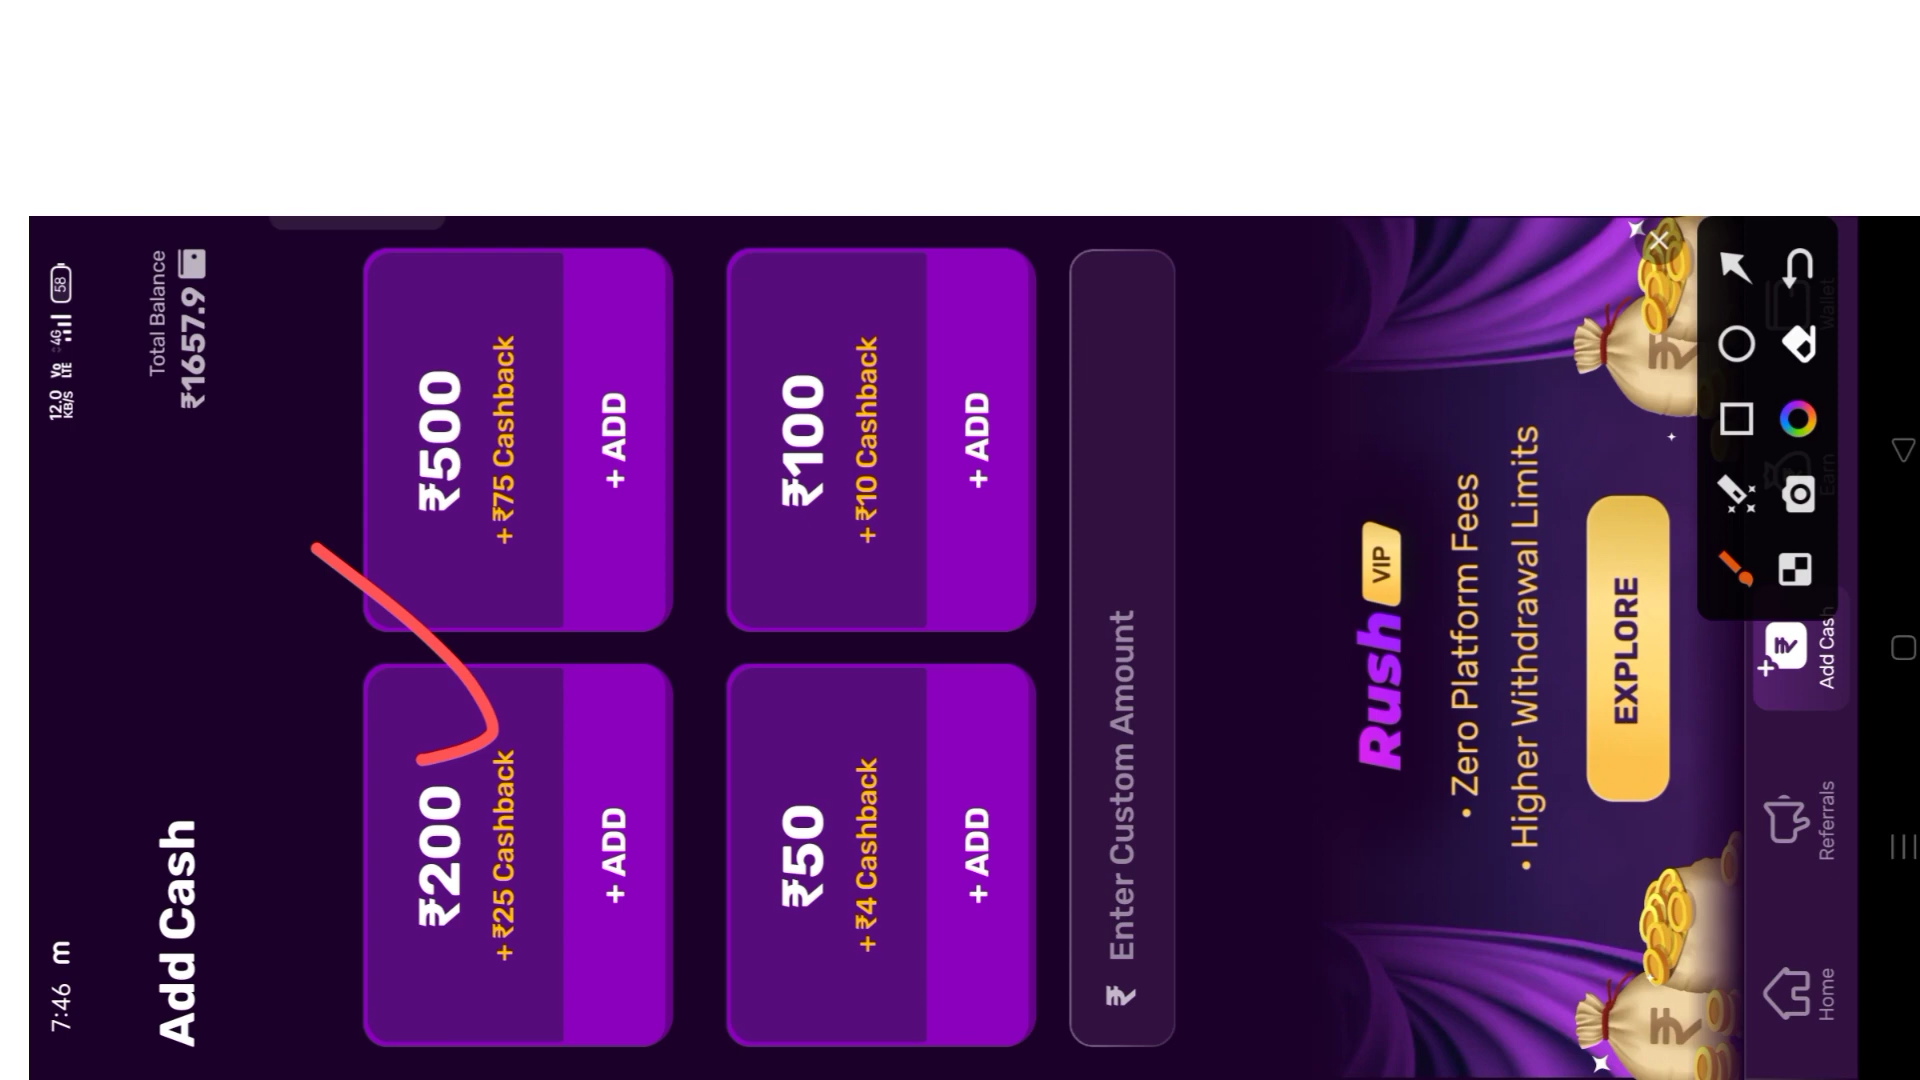 7:46 m 12.0 KB/S Vo LTE 4G 58
Add Cash
Total Balance
₹1657.9
₹200
+ ₹25 Cashback
+ ADD
₹500
+ ₹75 Cashback
+ ADD
₹50
+ ₹4 Cashback
+ ADD
₹100
+ ₹10 Cashback
+ ADD
₹ Enter Custom Amount
Rush VIP
• Zero Platform Fees
• Higher Withdrawal Limits
EXPLORE
₹ ₹
Home
Referrals
Add Cash
Earn
Wallet